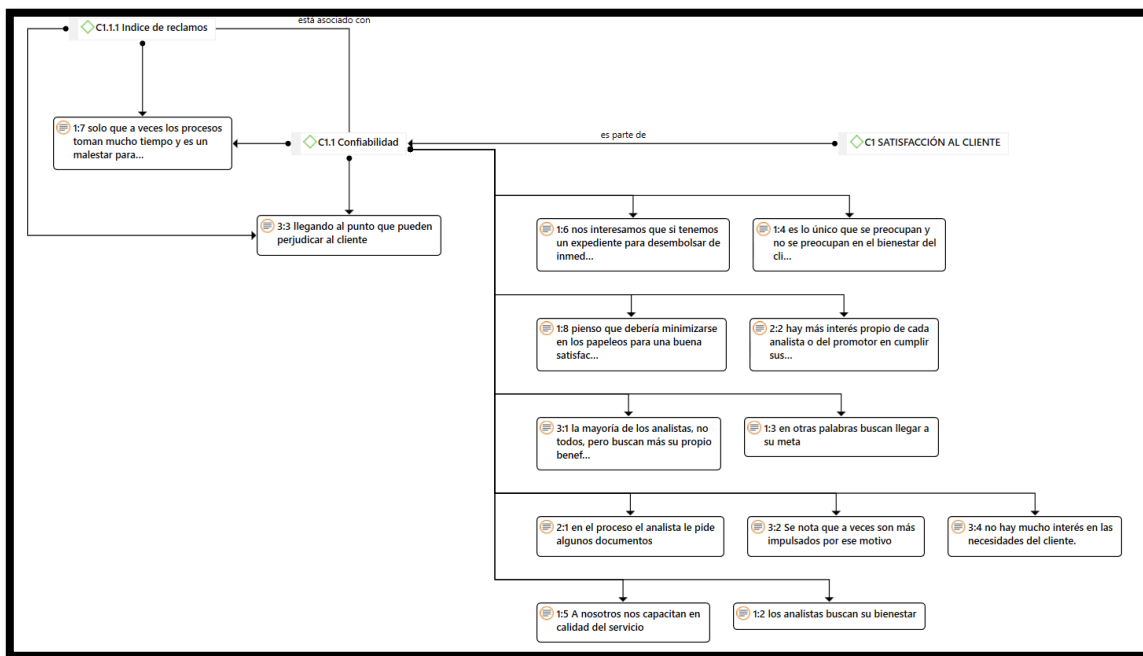 está asociado con
C1.1.1 Indice de reclamos
1:7 solo que a veces los procesos
toman mucho tiempo y es un
malestar para...
C1.1 Confiabilidad
es parte de
C1 SATISFACCIÓN AL CLIENTE
3:3 llegando al punto que pueden
perjudicar al cliente
1:6 nos interesamos que si tenemos
un expediente para desembolsar de
inmed...
1:4 es lo único que se preocupan y
no se preocupan en el bienestar del
cli...
1:8 pienso que debería minimizarse
en los papeleos para una buena
satisfac...
2:2 hay más interés propio de cada
analista o del promotor en cumplir
sus...
3:1 la mayoría de los analistas, no
todos, pero buscan más su propio
benef...
1:3 en otras palabras buscan llegar a
su meta
2:1 en el proceso el analista le pide
algunos documentos
3:2 Se nota que a veces son más
impulsados por ese motivo
3:4 no hay mucho interés en las
necesidades del cliente.
1:5 A nosotros nos capacitan en
calidad del servicio
1:2 los analistas buscan su bienestar